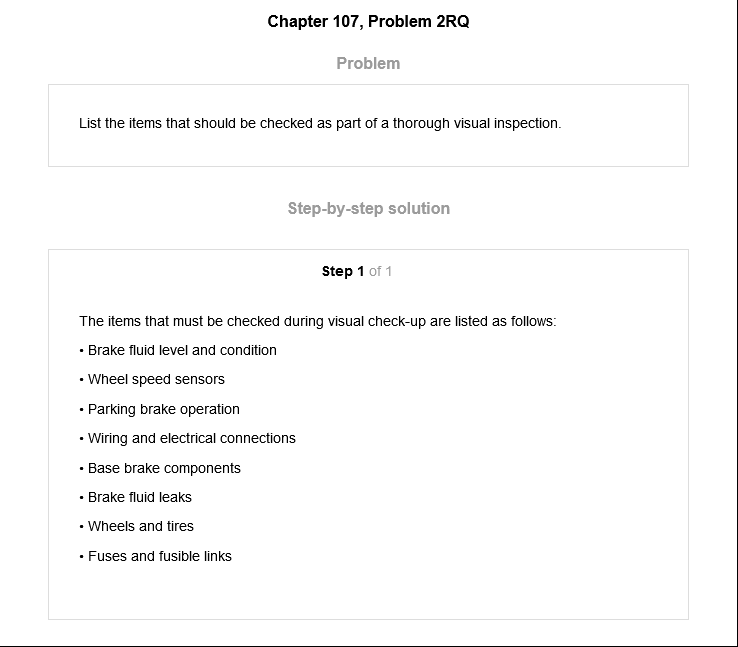 Chapter 107, Problem 2RQ
Problem
List the items that should be checked as part of a thorough visual inspection.
Step-by-step solution
Step 1 of 1
The items that must be checked during visual check-up are listed as follows:
• Brake fluid level and condition
• Wheel speed sensors
• Parking brake operation
• Wiring and electrical connections
• Base brake components
• Brake fluid leaks
• Wheels and tires
• Fuses and fusible links